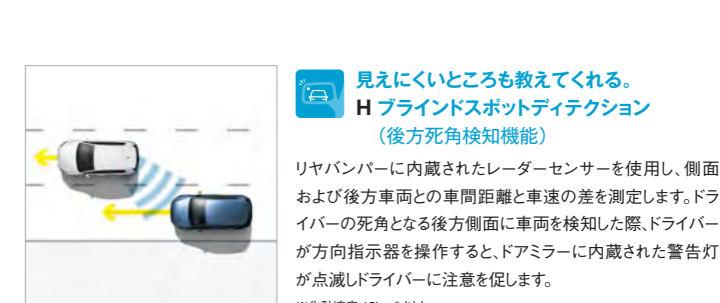 見えにくいところも教えてくれる。
H ブラインドスポットディテクション
（後方死角検知機能）
リヤバンパーに内蔵されたレーダーセンサーを使用し、側面
および後方車両との車間距離と車速の差を測定します。ドラ
イバーの死角となる後方側面に車両を検知した際、ドライバー
が方向指示器を操作すると、ドアミラーに内蔵された警告灯
が点滅しドライバーに注意を促します。